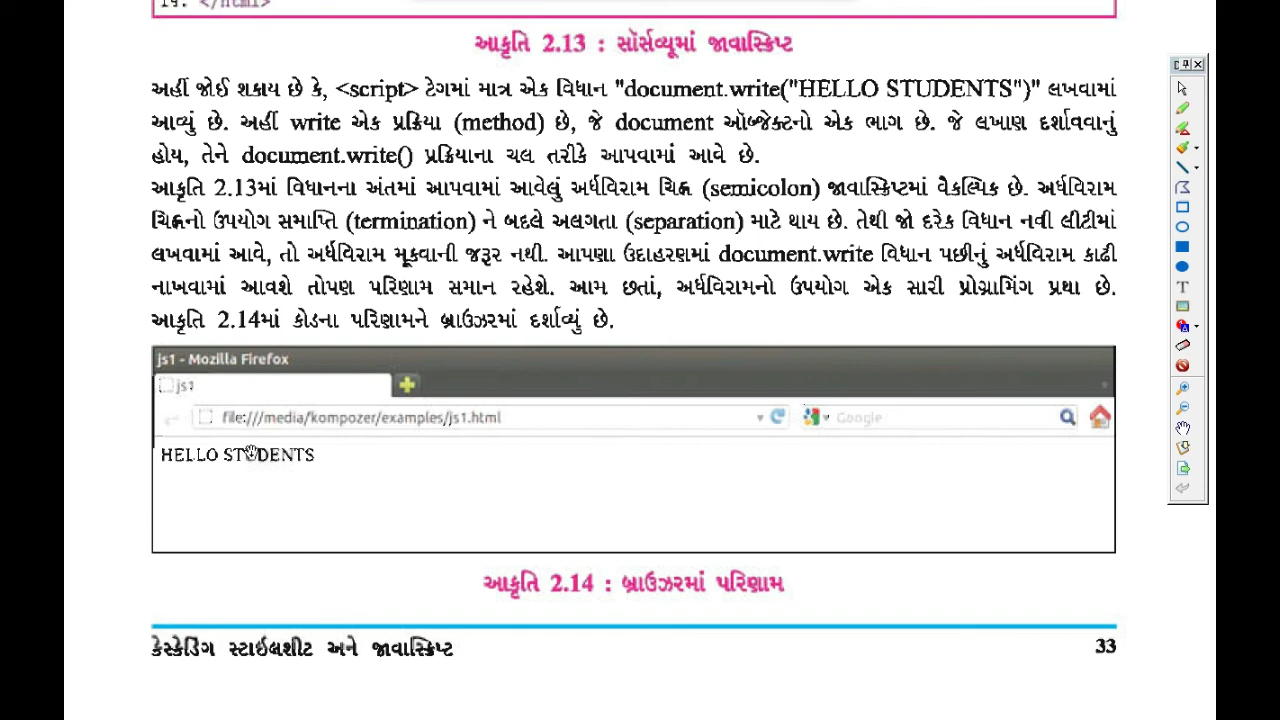 14. </html>
આકૃતિ 2.13 : સૉર્સવ્યૂમાં જાવાસ્ક્રિપ્ટ
અહીં જોઈ શકાય છે કે, <script> ટેગમાં માત્ર એક વિધાન "document.write("HELLO STUDENTS")" લખવામાં
આવ્યું છે. અહીં write એક પ્રક્રિયા (method) છે, જે document ઑબ્જેક્ટનો એક ભાગ છે. જે લખાણ દર્શાવવાનું
હોય, તેને document.write() પ્રક્રિયાના ચલ તરીકે આપવામાં આવે છે.
આકૃતિ 2.13માં વિધાનના અંતમાં આપવામાં આવેલું અર્ધવિરામ ચિહ્ન (semicolon) જાવાસ્ક્રિપ્ટમાં વૈકલ્પિક છે. અર્ધવિરામ
ચિહ્નનો ઉપયોગ સમાપ્તિ (termination) ને બદલે અલગતા (separation) માટે થાય છે. તેથી જો દરેક વિધાન નવી લીટીમાં
લખવામાં આવે, તો અર્ધવિરામ મૂકવાની જરૂર નથી. આપણા ઉદાહરણમાં document.write વિધાન પછીનું અર્ધવિરામ કાઢી
નાખવામાં આવશે તોપણ પરિણામ સમાન રહેશે. આમ છતાં, અર્ધવિરામનો ઉપયોગ એક સારી પ્રોગ્રામિંગ પ્રથા છે.
આકૃતિ 2.14માં કોડના પરિણામને બ્રાઉઝરમાં દર્શાવ્યું છે.
js1 - Mozilla Firefox
js1
file:///media/kompozer/examples/js1.html
Google
HELLO STUDENTS
આકૃતિ 2.14 : બ્રાઉઝરમાં પરિણામ
કેસ્કેડિંગ સ્ટાઇલશીટ અને જાવાસ્ક્રિપ્ટ 33